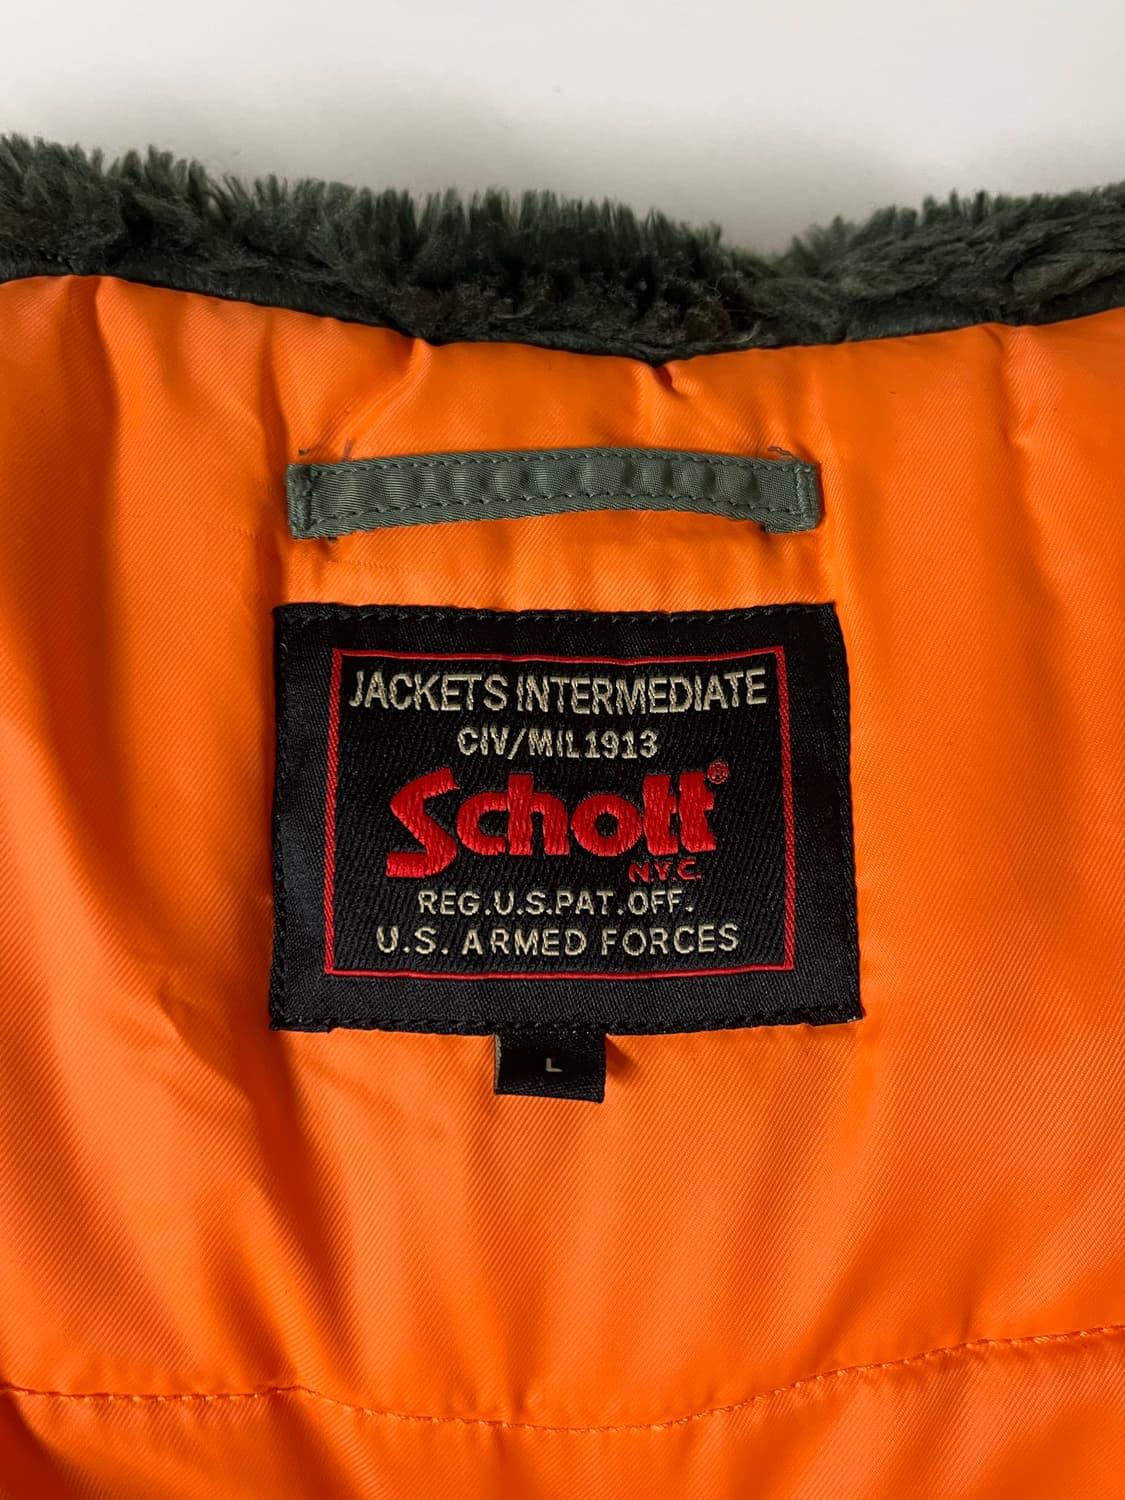 JACKETS INTERMEDIATE
CIV/MIL1913
Schott®
N.Y.C.
REG.U.S.PAT.OFF.
U.S. ARMED FORCES
L